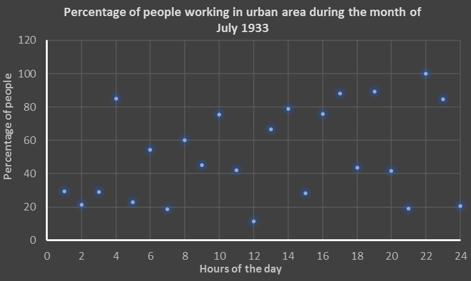 Percentage of people working in urban area during the month of
July 1933
120
100
80
60
40
20
0
Percentage of people
0 2 4 6 8 10 12 14 16 18 20 22 24
Hours of the day